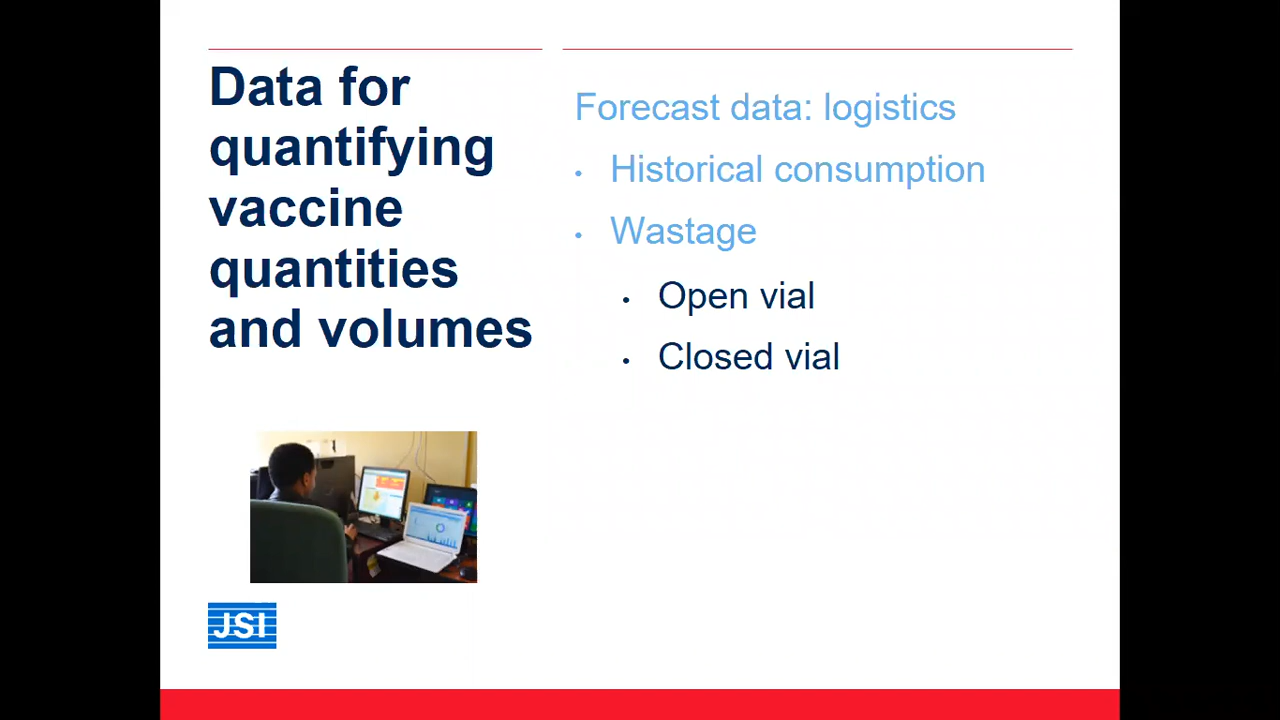 Data for
quantifying
vaccine
quantities
and volumes
Forecast data: logistics
• Historical consumption
• Wastage
• Open vial
• Closed vial
JSI